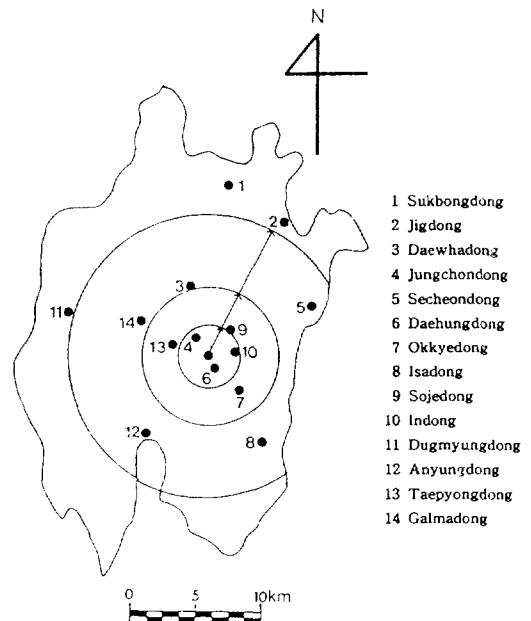 N
1
2
3
11
14
5
9
4
13
10
6
7
12
8
1 Sukbongdong
2 Jigdong
3 Daewhadong
4 Jungchondong
5 Secheondong
6 Daehungdong
7 Okkyedong
8 Isadong
9 Sojedong
10 Indong
11 Dugmyungdong
12 Anyungdong
13 Taepyongdong
14 Galmadong
0 5 10km